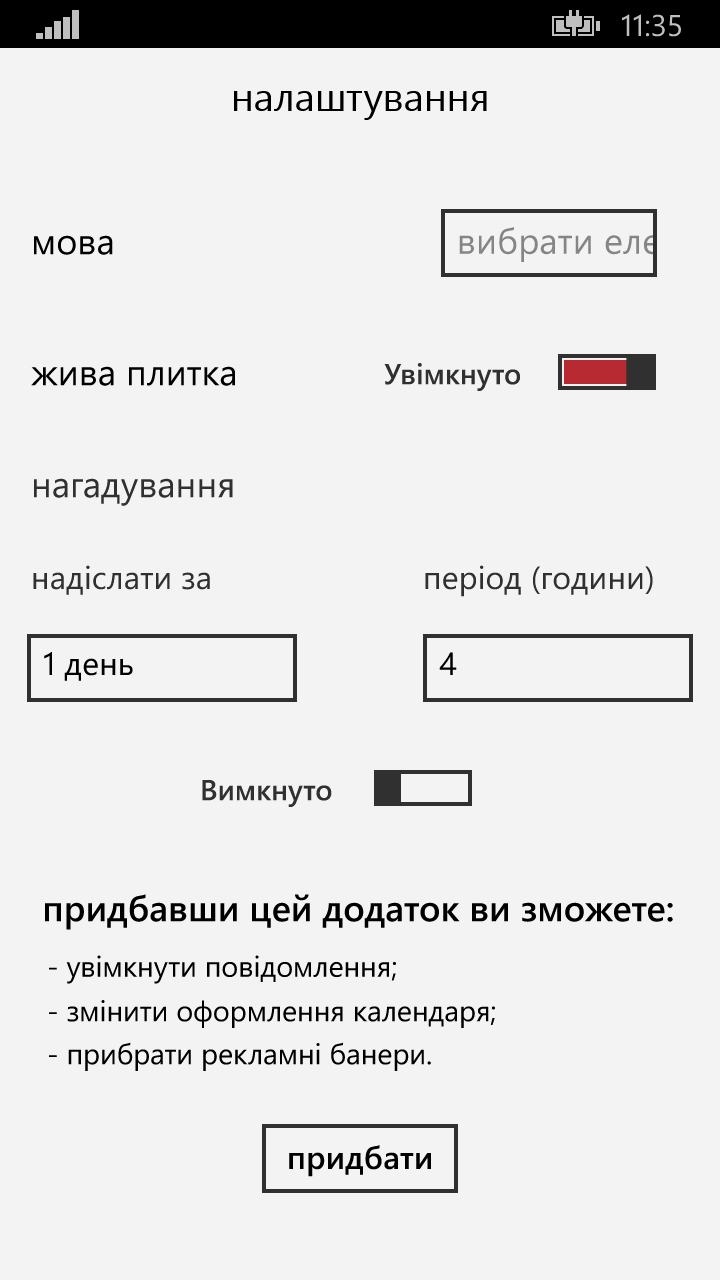 11:35
налаштування
мова
вибрати еле
жива плитка
Увімкнуто
нагадування
надіслати за
період (години)
1 день
4
Вимкнуто
придбавши цей додаток ви зможете:
- увімкнути повідомлення;
- змінити оформлення календаря;
- прибрати рекламні банери.
придбати